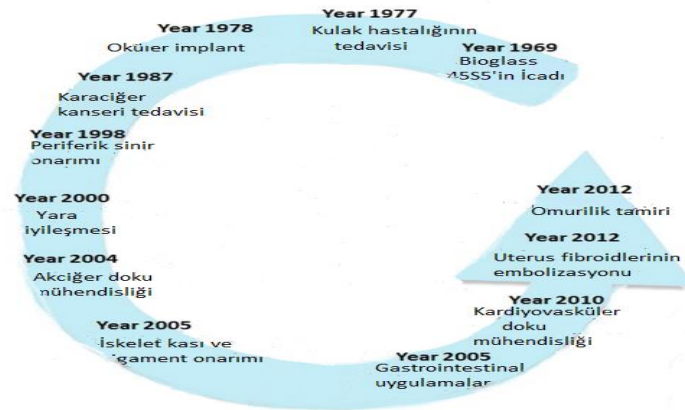 Year 1969
Bioglass
45S5'in İcadı
Year 1977
Kulak hastalığının
tedavisi
Year 1978
Oküler implant
Year 1987
Karaciğer
kanseri tedavisi
Year 1998
Periferik sinir
onarımı
Year 2000
Yara
iyileşmesi
Year 2004
Akciğer doku
mühendisliği
Year 2005
İskelet kası ve
ligament onarımı
Year 2005
Gastrointestinal
uygulamalar
Year 2010
Kardiyovasküler
doku
mühendisliği
Year 2012
Uterus fibroidlerinin
embolizasyonu
Year 2012
Omurilik tamiri